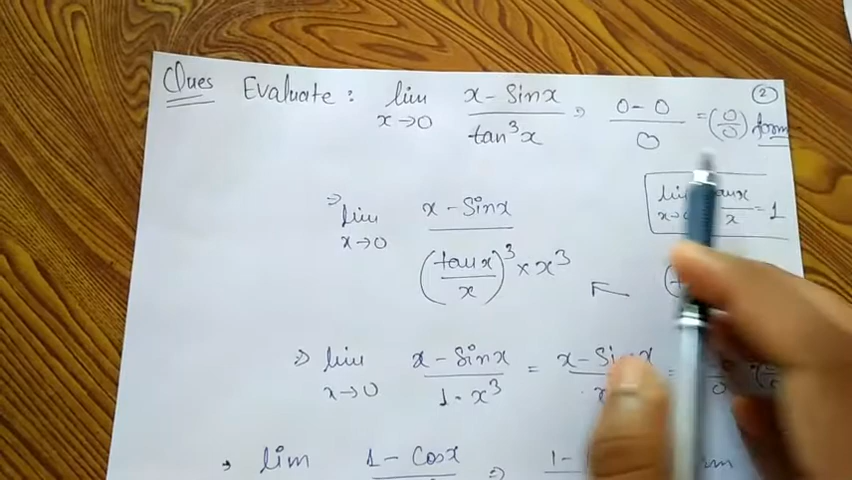 Ques Evaluate: lim x→0 x - Sinx / tan³x ⇒ 0-0 / 0 = (0/0) form
②
⇒ lim x→0 x - Sinx / (tanx / x)³ × x³
x / x = 1
⇒ lim x→0 x - Sinx / 1·x³ =
lim 1 - Cosx ⇒ 1-